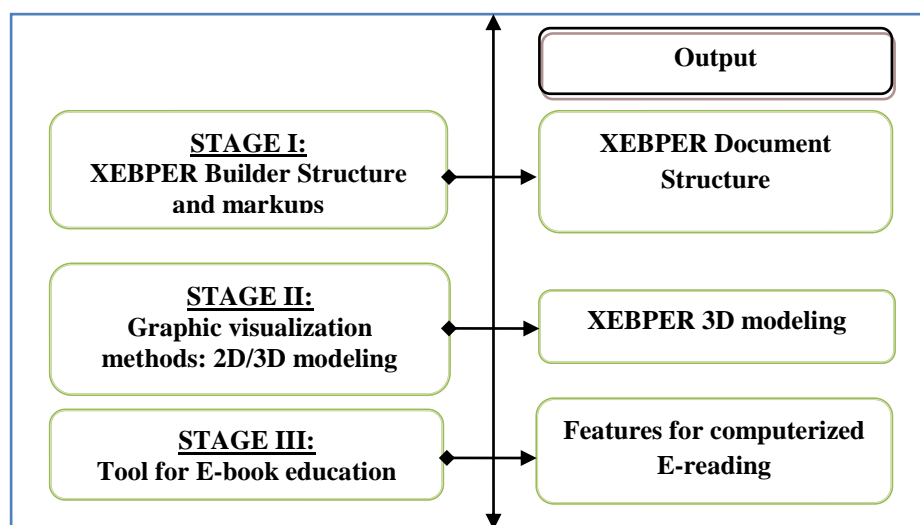 Output
STAGE I:
XEBPER Builder Structure
and markups
XEBPER Document
Structure
STAGE II:
Graphic visualization
methods: 2D/3D modeling
XEBPER 3D modeling
STAGE III:
Tool for E-book education
Features for computerized
E-reading